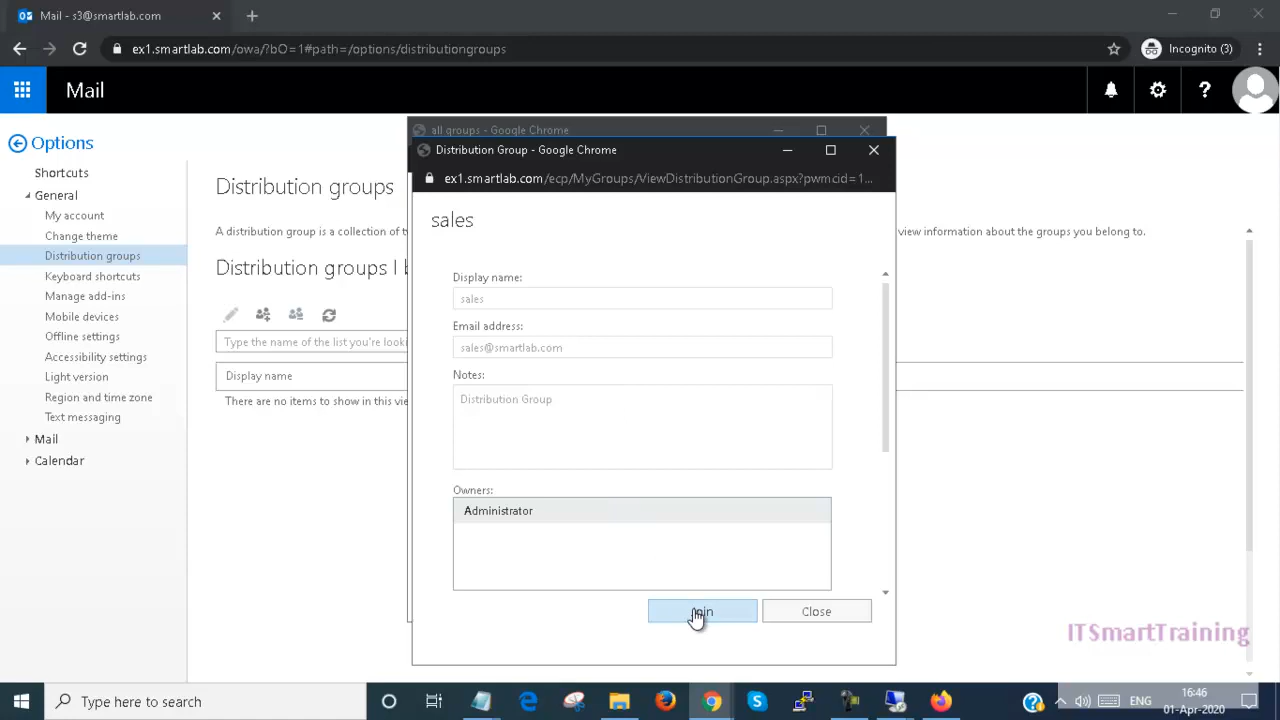 Mail - s3@smartlab.com
ex1.smartlab.com/owa/?bO=1#path=/options/distributiongroups
Incognito (3)
Mail
Options
Shortcuts
General
My account
Change theme
Distribution groups
Keyboard shortcuts
Manage add-ins
Mobile devices
Offline settings
Accessibility settings
Light version
Region and time zone
Text messaging
Mail
Calendar
Distribution groups
A distribution group is a collection of
view information about the groups you belong to.
Distribution groups I
Type the name of the list you're
Display name
There are no items to show in this
all groups - Google Chrome
Distribution Group - Google Chrome
ex1.smartlab.com/ecp/MyGroups/ViewDistributionGroup.aspx?pwmcid=1...
sales
Display name:
sales
Email address:
sales@smartlab.com
Notes:
Distribution Group
Owners:
Administrator
Close
ITSmartTraining
Type here to search
ENG
16:46
01-Apr-2020